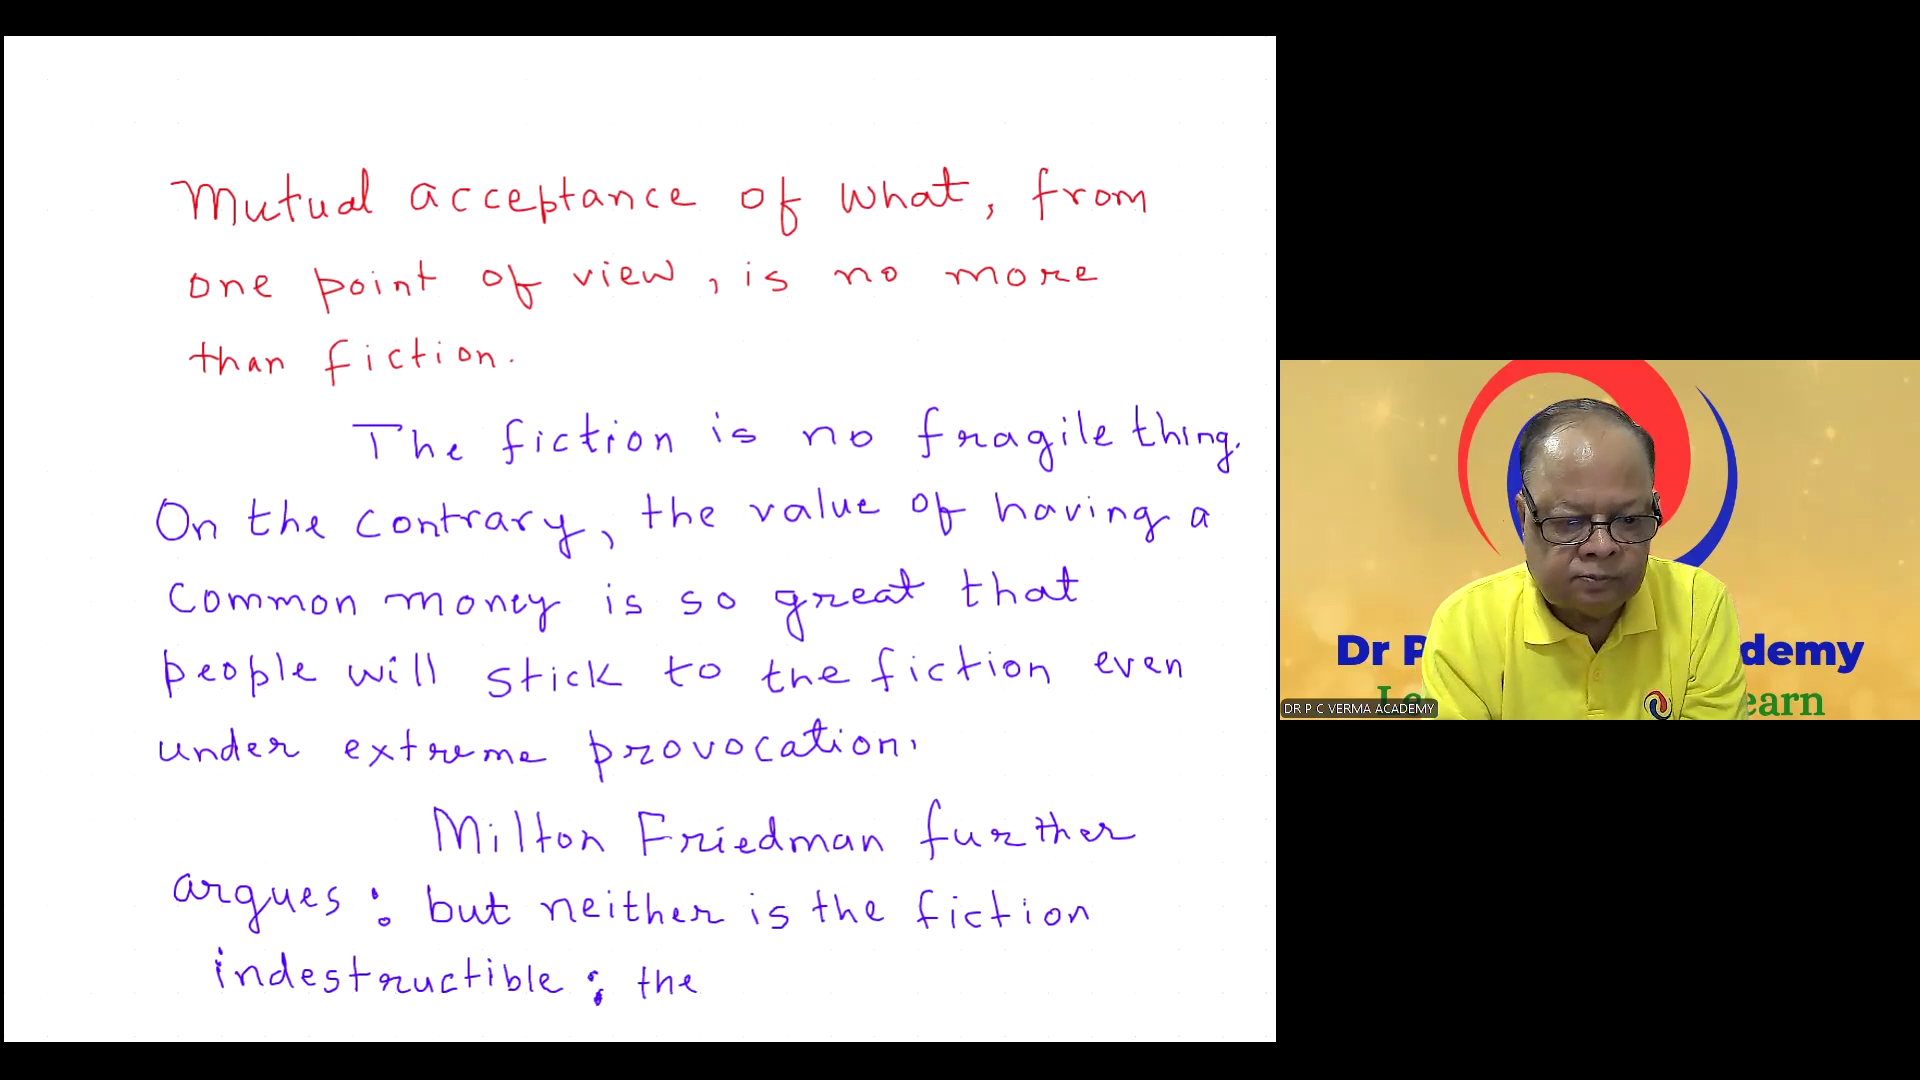 Mutual acceptance of what, from
one point of view, is no more
than fiction.
The fiction is no fragile thing.
On the contrary, the value of having a
common money is so great that
people will stick to the fiction even
under extreme provocation.
Milton Friedman further
argues: but neither is the fiction
indestructible; the
Dr P
demy
Le
earn
DR P C VERMA ACADEMY